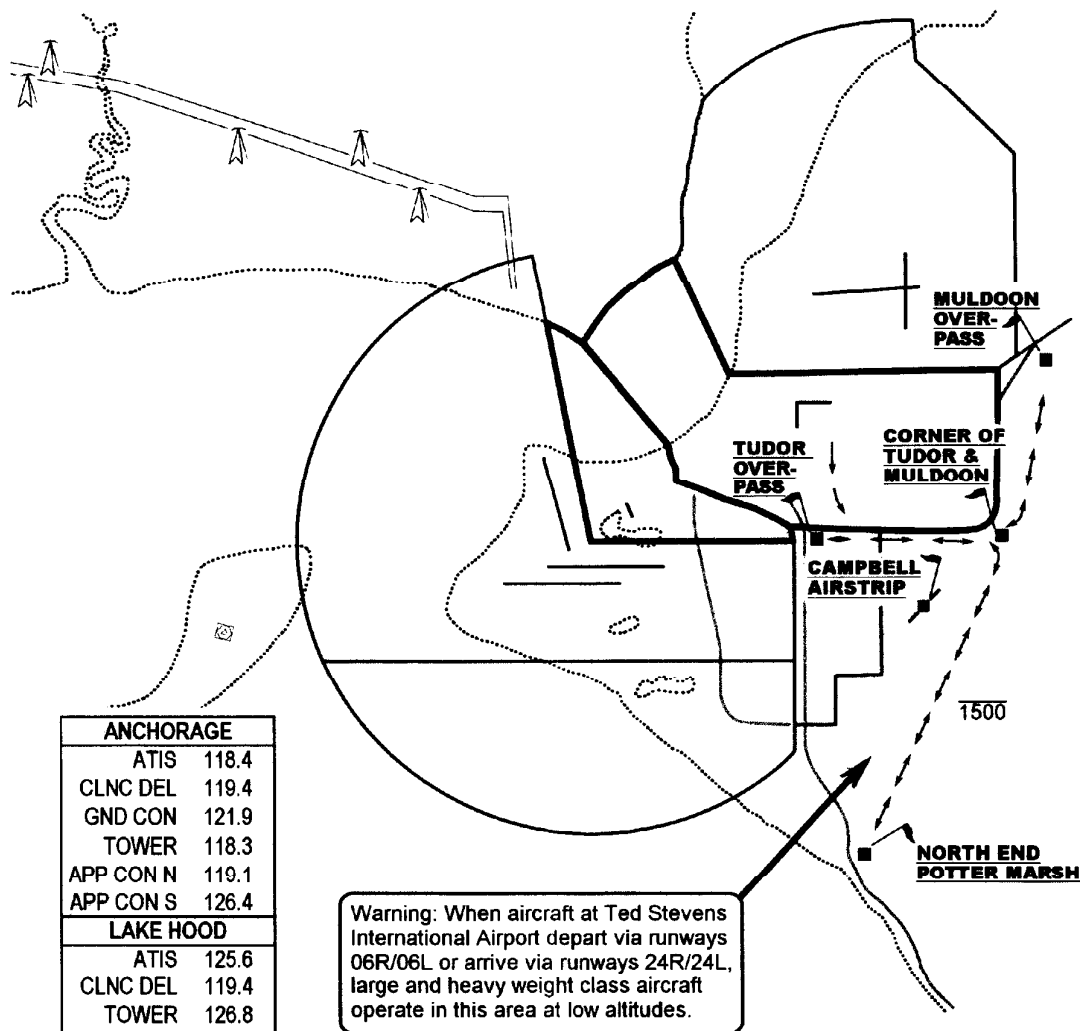 MULDOON
OVER-
PASS
TUDOR
OVER-
PASS
CORNER OF
TUDOR &
MULDOON
CAMPBELL
AIRSTRIP
1500
NORTH END
POTTER MARSH
ANCHORAGE
ATIS 118.4
CLNC DEL 119.4
GND CON 121.9
TOWER 118.3
APP CON N 119.1
APP CON S 126.4
LAKE HOOD
ATIS 125.6
CLNC DEL 119.4
TOWER 126.8
Warning: When aircraft at Ted Stevens
International Airport depart via runways
06R/06L or arrive via runways 24R/24L,
large and heavy weight class aircraft
operate in this area at low altitudes.